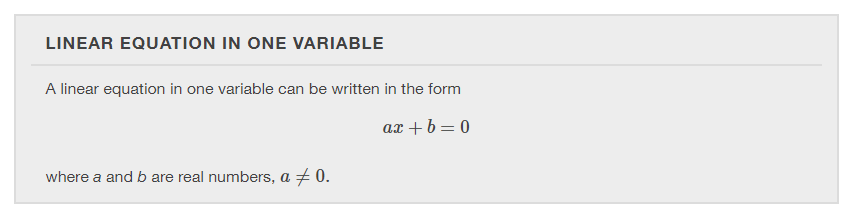 LINEAR EQUATION IN ONE VARIABLE
A linear equation in one variable can be written in the form
ax + b = 0
where a and b are real numbers, a ≠ 0.